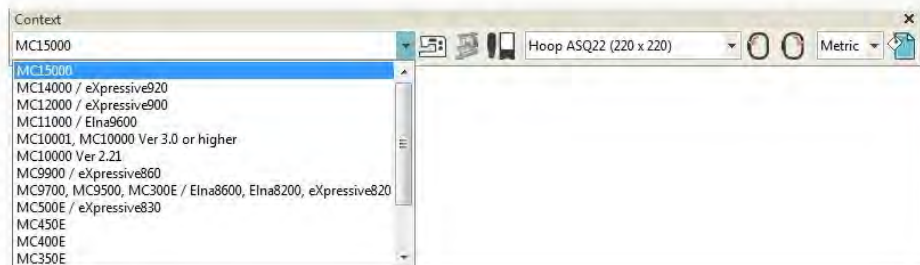 Context
MC15000 Hoop ASQ22 (220 x 220) Metric
MC15000
MC14000 / eXpressive920
MC12000 / eXpressive900
MC11000 / Elna9600
MC10001, MC10000 Ver 3.0 or higher
MC10000 Ver 2.21
MC9900 / eXpressive860
MC9700, MC9500, MC300E / Elna8600, Elna8200, eXpressive820
MC500E / eXpressive830
MC450E
MC400E
MC350E